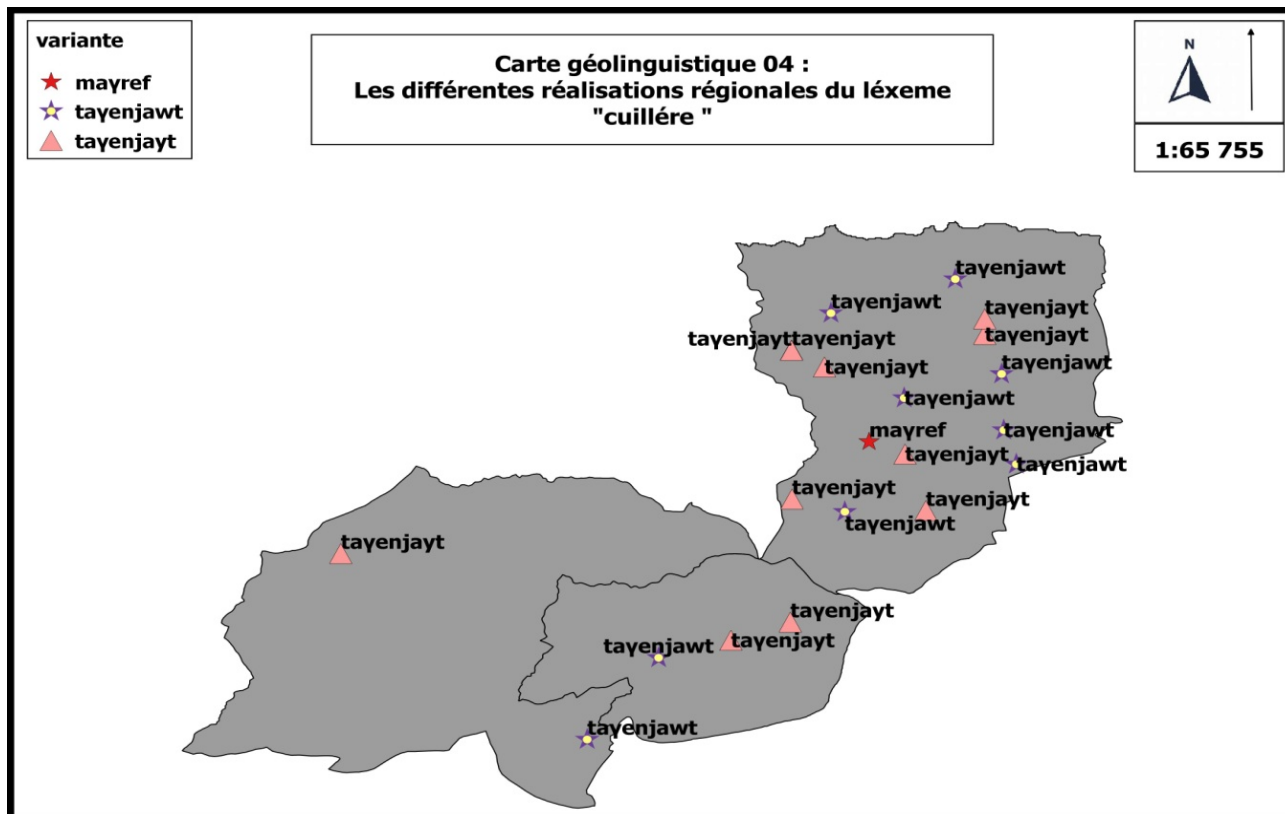 variante
mayref
tayenjawt
tayenjayt
Carte géolinguistique 04 :
Les différentes réalisations régionales du léxeme
"cuillére "
N
1:65 755
tayenjawt
tayenjawt
tayenjayt
tayenjayttayenjayt
tayenjayt
tayenjayt
tayenjawt
tayenjawt
mayref
tayenjawt
tayenjayt
tayenjawt
tayenjayt
tayenjayt
tayenjawt
tayenjayt
tayenjayt
tayenjawt
tayenjayt
tayenjawt